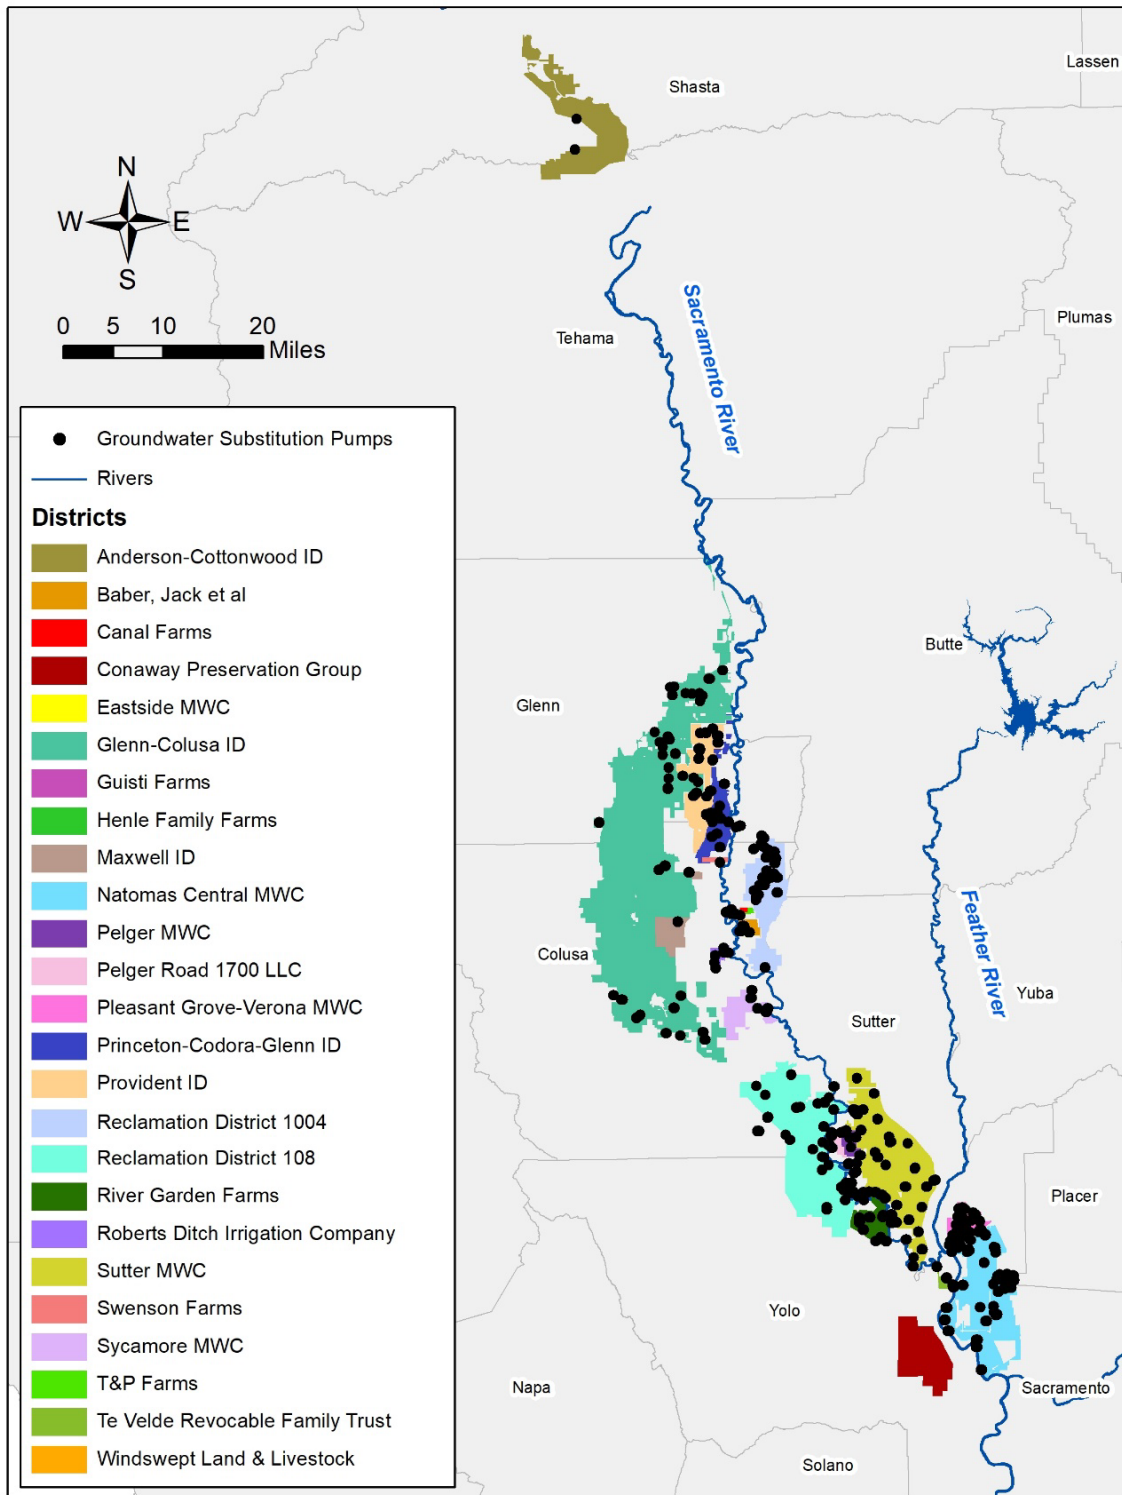 Lassen
Shasta
N
W E
S
0 5 10 20
Miles
Sacramento River
Tehama
Plumas
Groundwater Substitution Pumps
Rivers
Districts
Anderson-Cottonwood ID
Baber, Jack et al
Canal Farms
Conaway Preservation Group
Eastside MWC
Glenn-Colusa ID
Guisti Farms
Henle Family Farms
Maxwell ID
Natomas Central MWC
Pelger MWC
Pelger Road 1700 LLC
Pleasant Grove-Verona MWC
Princeton-Codora-Glenn ID
Provident ID
Reclamation District 1004
Reclamation District 108
River Garden Farms
Roberts Ditch Irrigation Company
Sutter MWC
Swenson Farms
Sycamore MWC
T&P Farms
Te Velde Revocable Family Trust
Windswept Land & Livestock
Butte
Glenn
Feather River
Colusa
Yuba
Sutter
Placer
Yolo
Napa
Sacramento
Solano